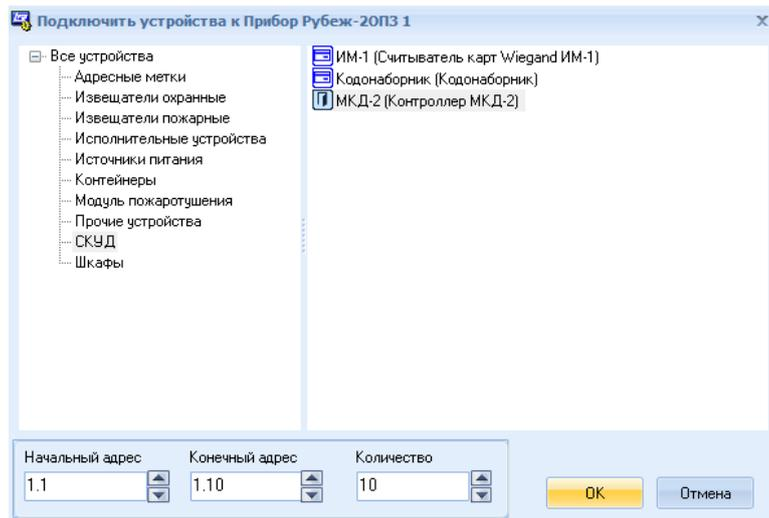 Подключить устройства к Прибор Рубеж-2ОПЗ 1
Все устройства
Адресные метки
Извещатели охранные
Извещатели пожарные
Исполнительные устройства
Источники питания
Контейнеры
Модуль пожаротушения
Прочие устройства
СКУД
Шкафы
ИМ-1 (Считыватель карт Wiegand ИМ-1)
Кодонаборник (Кодонаборник)
МКД-2 (Контроллер МКД-2)
Начальный адрес
1.1
Конечный адрес
1.10
Количество
10
ОК
Отмена